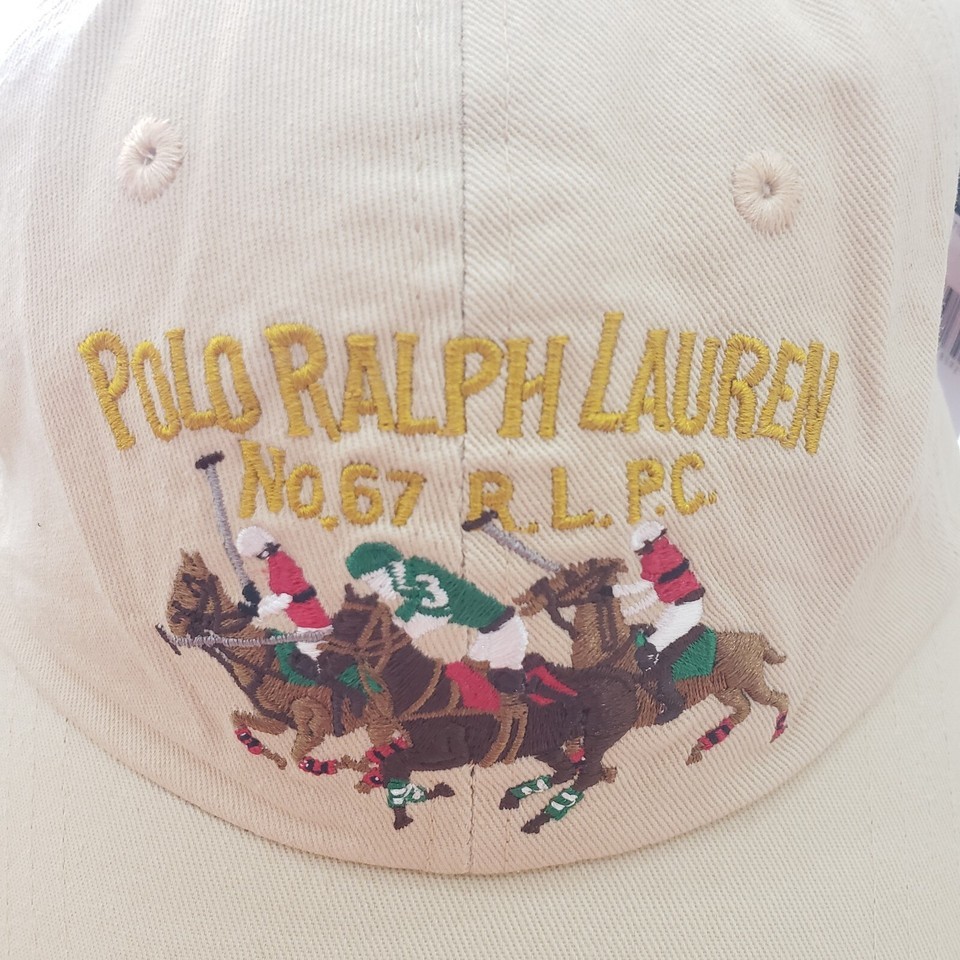 POLO RALPH LAUREN
No.67 R.L.P.C.
3